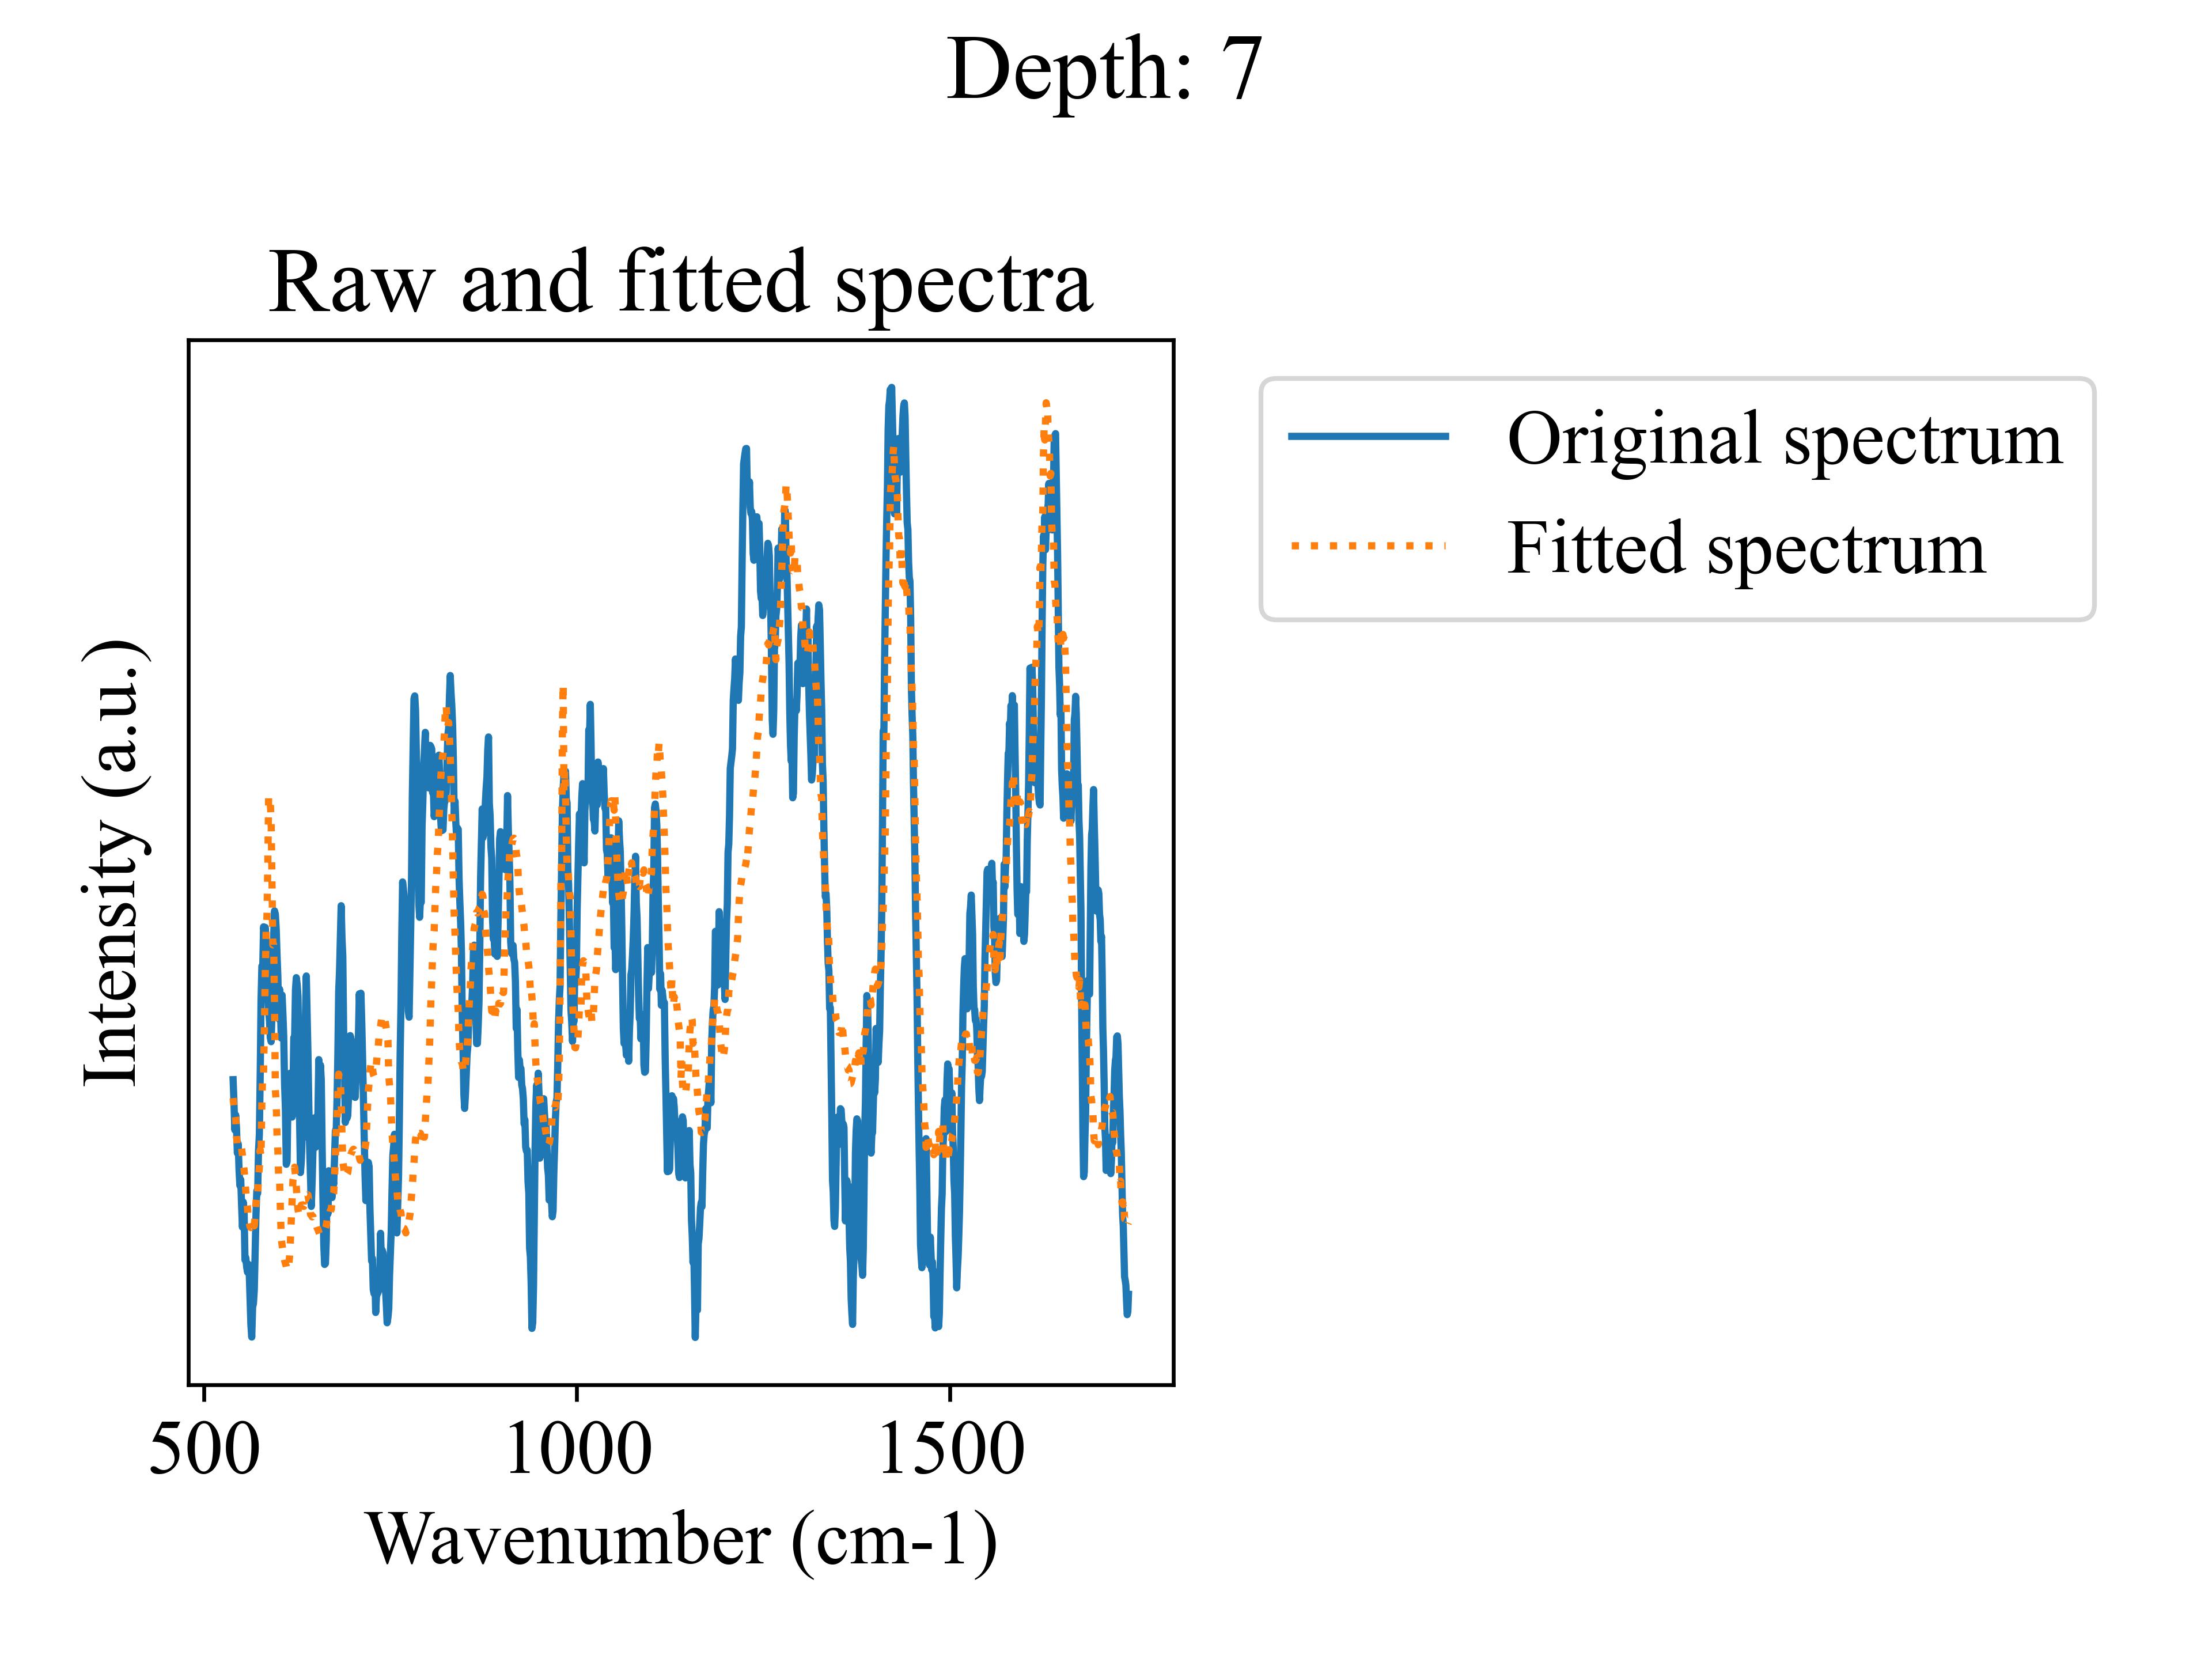 Depth: 7
Raw and fitted spectra
Original spectrum
Fitted spectrum
Intensity (a.u.)
500 1000 1500
Wavenumber (cm-1)